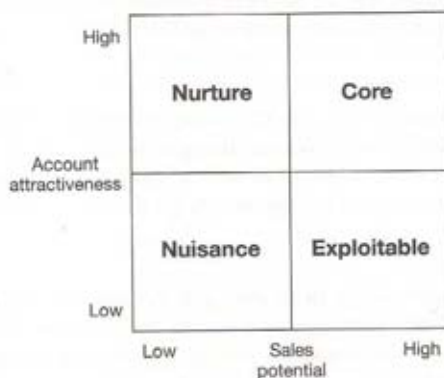 High
Nurture
Core
Account
attractiveness
Nuisance
Exploitable
Low
Low
Sales
potential
High